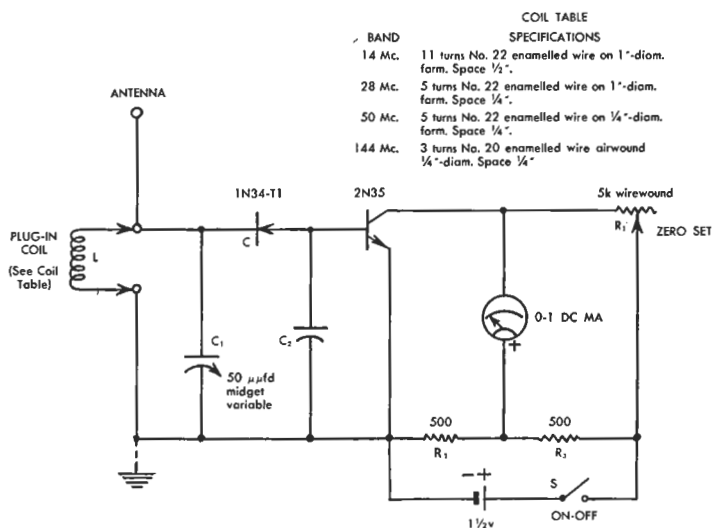 COIL TABLE
BAND SPECIFICATIONS
14 Mc. 11 turns No. 22 enamelled wire on 1"-diom.
farm. Space ½".
28 Mc. 5 turns No. 22 enamelled wire on 1"-diam.
farm. Space ¼".
50 Mc. 5 turns No. 22 enamelled wire on ¼"-diam.
form. Space ¼".
144 Mc. 3 turns No. 20 enamelled wire airwound
¼"-diam. Space ¼"
ANTENNA
1N34-T1
2N35
5k wirewound
R₁
ZERO SET
PLUG-IN
COIL
(See Coil
Table)
L
C
0-1 DC MA
+
C₁
C₂
50 μμfd
midget
variable
500
500
R₃
- +
S
1½v
ON-OFF